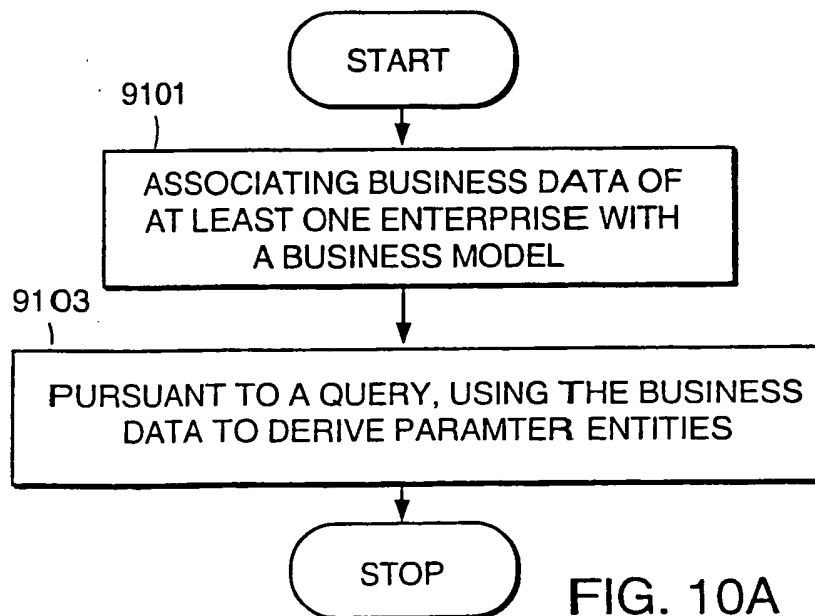 START
9101
ASSOCIATING BUSINESS DATA OF
AT LEAST ONE ENTERPRISE WITH
A BUSINESS MODEL
9103
PURSUANT TO A QUERY, USING THE BUSINESS
DATA TO DERIVE PARAMTER ENTITIES
STOP
FIG. 10A